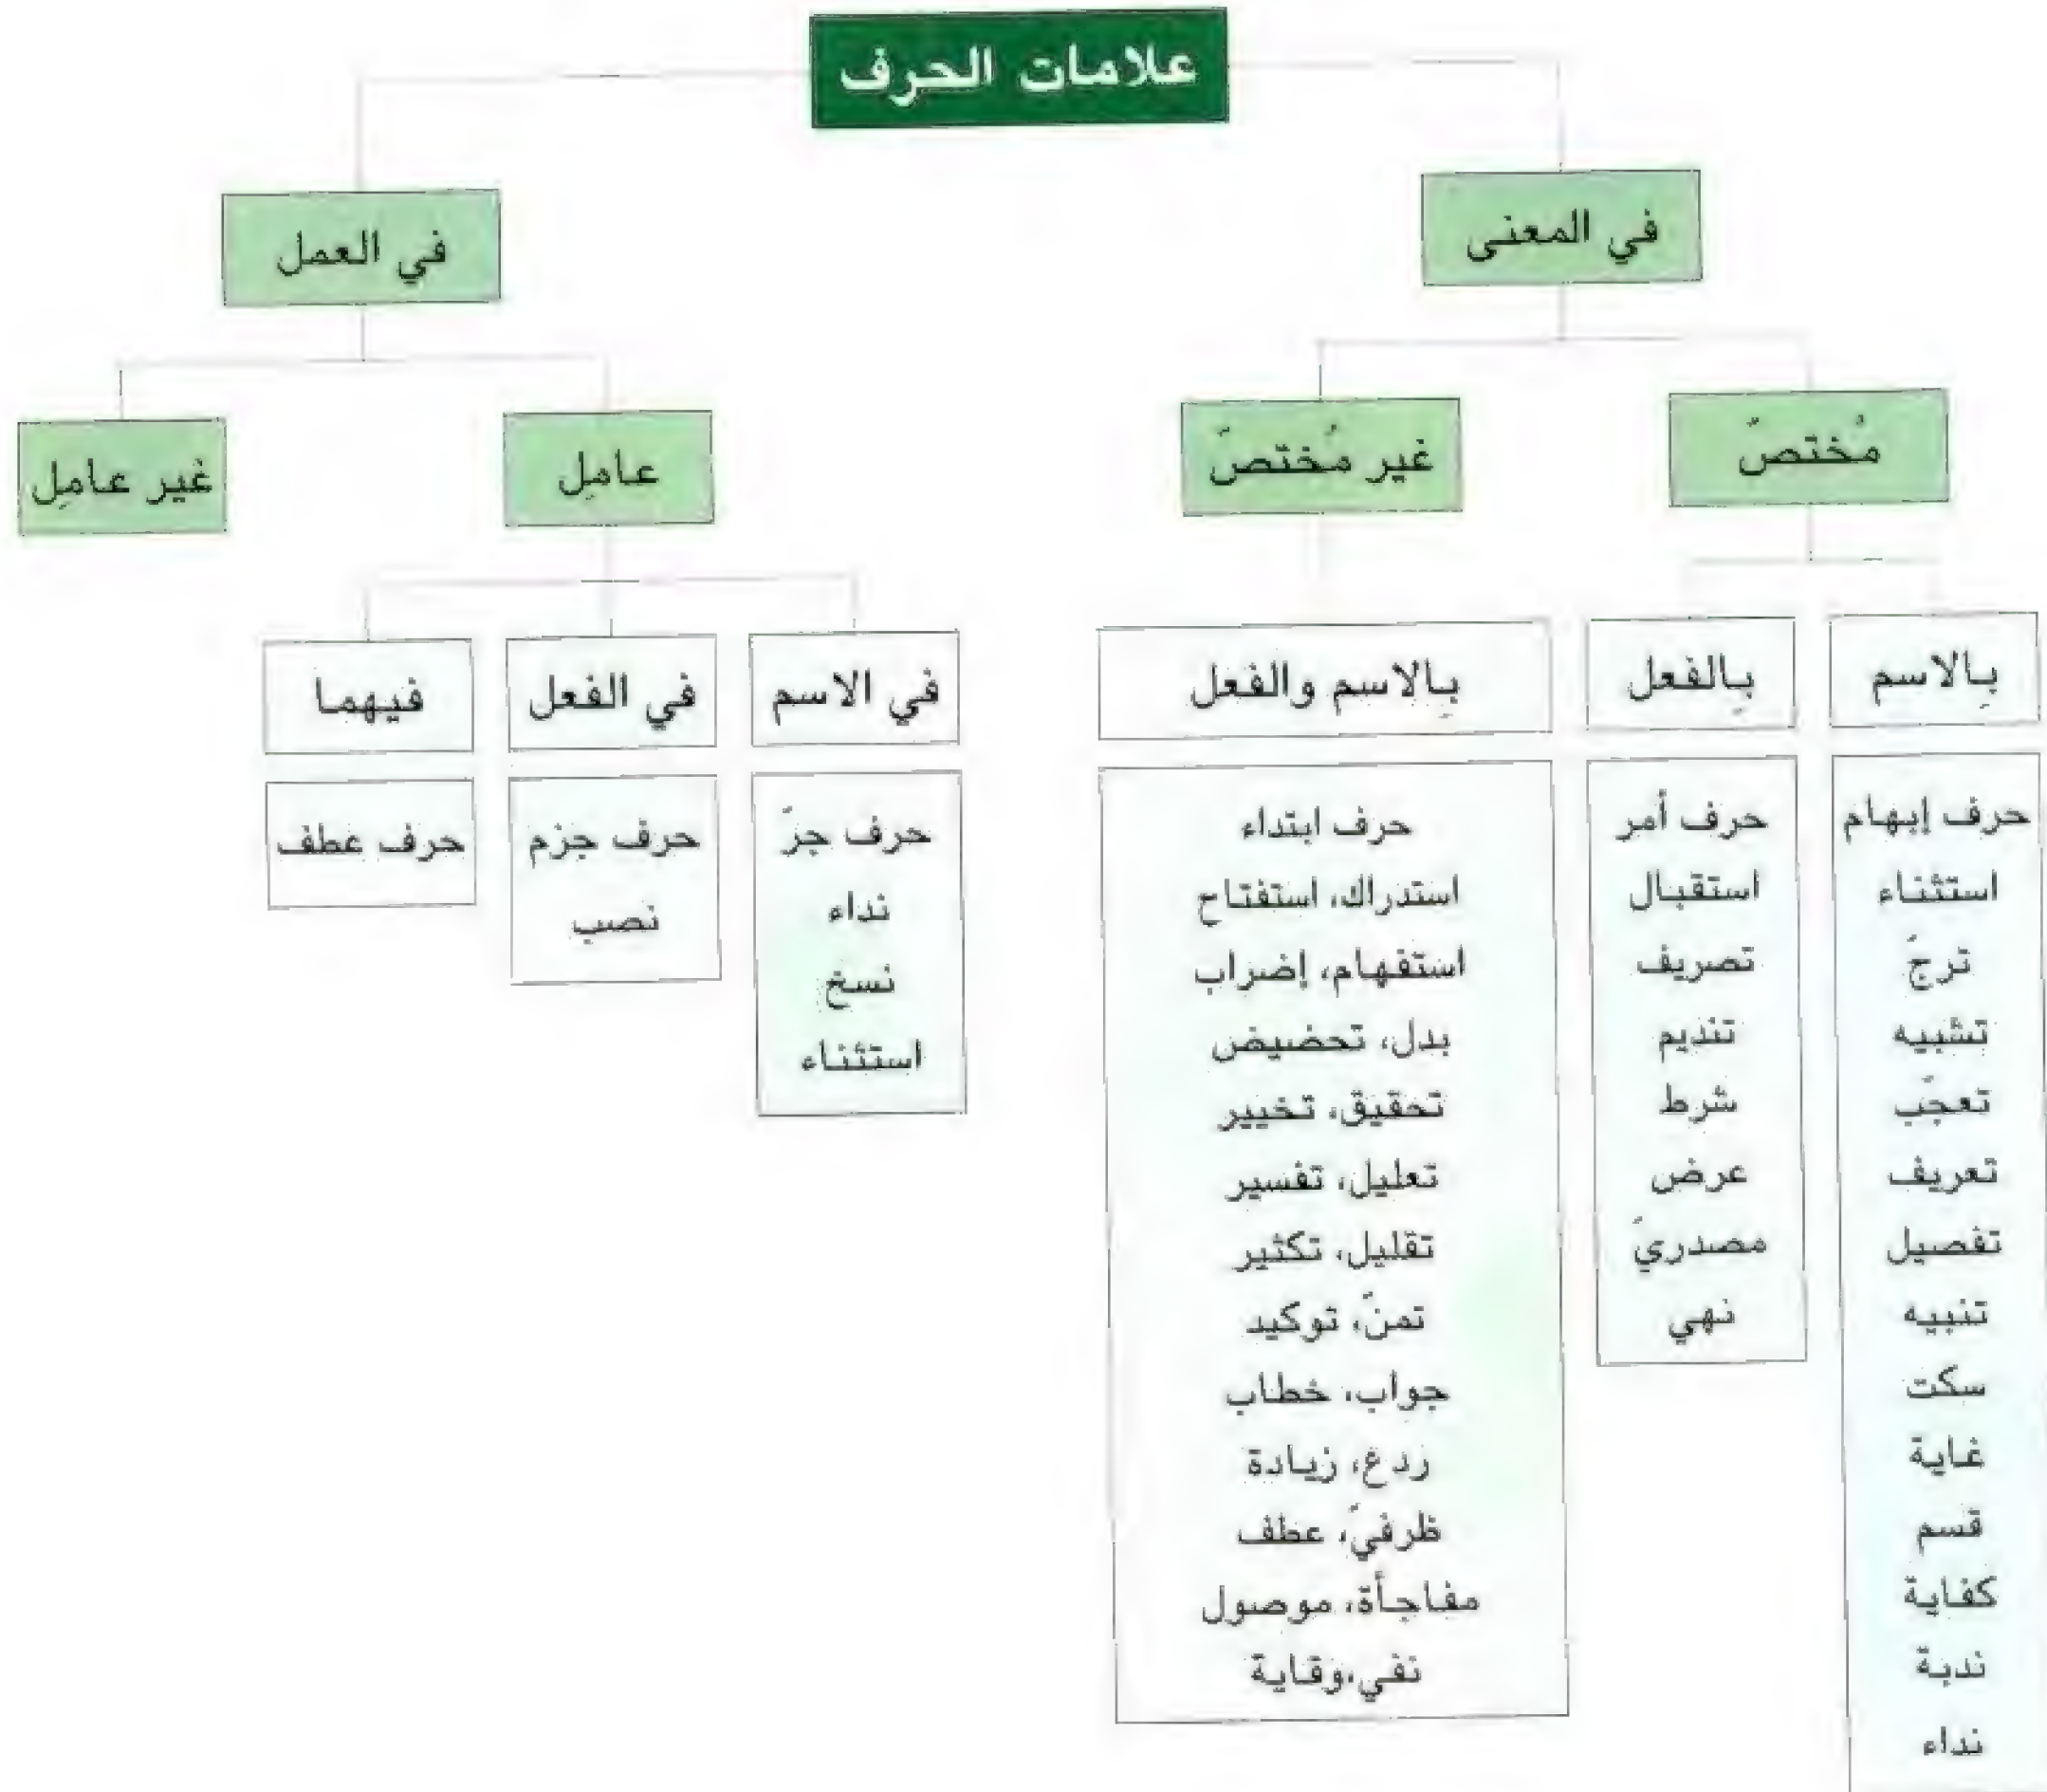 علامات الحرف
في المعنى
في العمل
مُختصّ
غير مُختصّ
عامِل
غير عامِل
بِالاسم
بِالفعل
بِالاسم والفعل
في الاسم
في الفعل
فيهما
حرف إبهام
استثناء
ترجّ
تشبيه
تعجّب
تعريف
تفصيل
تنبيه
سكت
غاية
قسم
كفاية
ندبة
نداء
حرف أمر
استقبال
تصريف
تنديم
شرط
عرض
مصدريّ
نهي
حرف ابتداء
استدراك، استفتاح
استفهام، إضراب
بدل، تحضيض
تحقيق، تخيير
تعليل، تفسير
تقليل، تكثير
تمنّ، توكيد
جواب، خطاب
ردع، زيادة
ظرفيّ، عطف
مفاجأة، موصول
نفي،وقاية
حرف جرّ
نداء
نسخ
استثناء
حرف جزم
نصب
حرف عطف